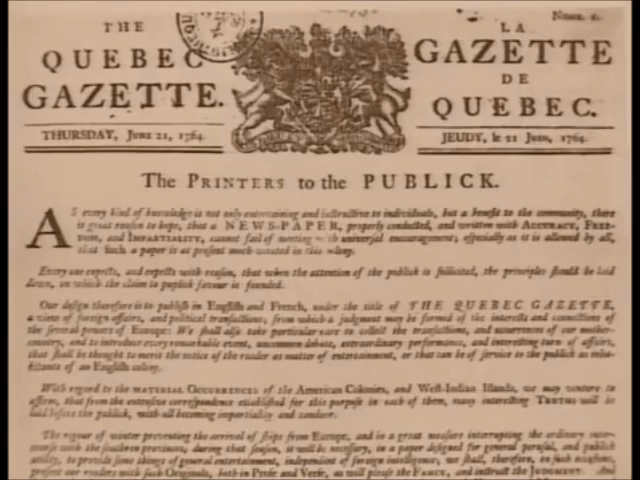 THE
QUEBEC
GAZETTE.
THURSDAY, June 21, 1764.
Numb. 1.
LA
GAZETTE
DE
QUEBEC.
JEUDY, le 21 Juin, 1764.
The PRINTERS to the PUBLICK.
AS every kind of knowledge is not only entertaining and instructive to individuals, but a benefit to the community, there
is great reason to hope, that a NEWS-PAPER, properly conducted, and written with ACCURACY, FREE-
DOM, and IMPARTIALITY, cannot fail of meeting with universal encouragement; especially as it is allowed by all,
that such a paper is at present much wanted in this colony.
Every one expects, and expects with reason, that when the attention of the publick is sollicited, the principles should be laid
down, on which the claim to puplick favour is founded.
Our design therefore is to publish in English and French, under the title of THE QUEBEC GAZETTE,
a view of foreign affairs, and political transactions, from which a judgment may be formed of the interests and connections of
the several powers of Europe: We shall also take particular care to collect the transactions, and occurrences of our mother-
country, and to introduce every remarkable event, uncommon debate, extraordinary performance, and interesting turn of affairs,
that shall be thought to merit the notice of the reader as matter of entertainment, or that can be of service to the publick as inha-
bitants of an English colony.
With regard to the MATERIAL OCCURRENCES of the American Colonies, and West-Indian Islands, we may venture to
affirm, that from the extensive correspondence established for this purpose in each of them, many interesting TRUTHS will be
laid before the publick, with all becoming impartiality and candour.
The rigour of winter preventing the arrival of ships from Europe, and in a great measure interrupting the ordinary inter-
course with the southren provinces, during that season, it will be necessary, in a paper designed for general perusal, and publick
utility, to provide some things of general entertainment, independent of foreign intelligence; we shall, therefore, on such occasions,
present our readers with such Originals, both in Prose and Verse, as will please the FANCY, and instruct the JUDGMENT. And